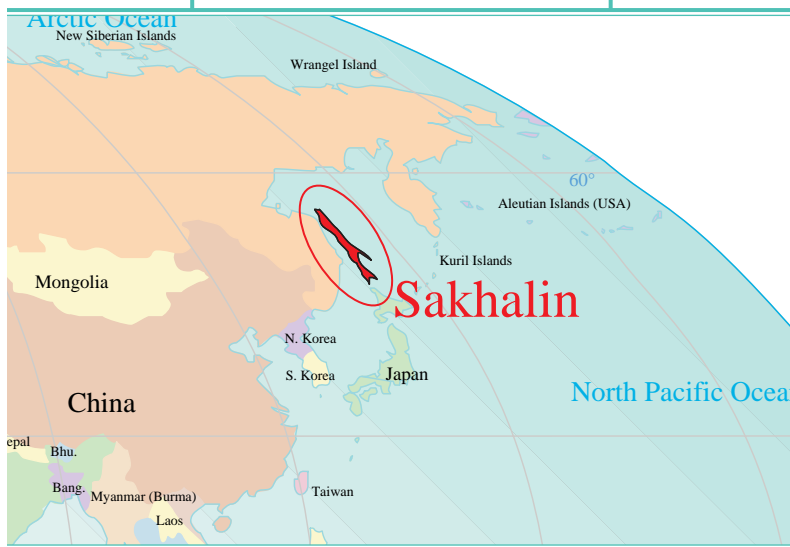 Arctic Ocean
New Siberian Islands
Wrangel Island
60°
Aleutian Islands (USA)
Kuril Islands
Mongolia
Sakhalin
N. Korea
S. Korea
Japan
North Pacific Ocea
China
epal
Bhu.
Bang.
Myanmar (Burma)
Taiwan
Laos